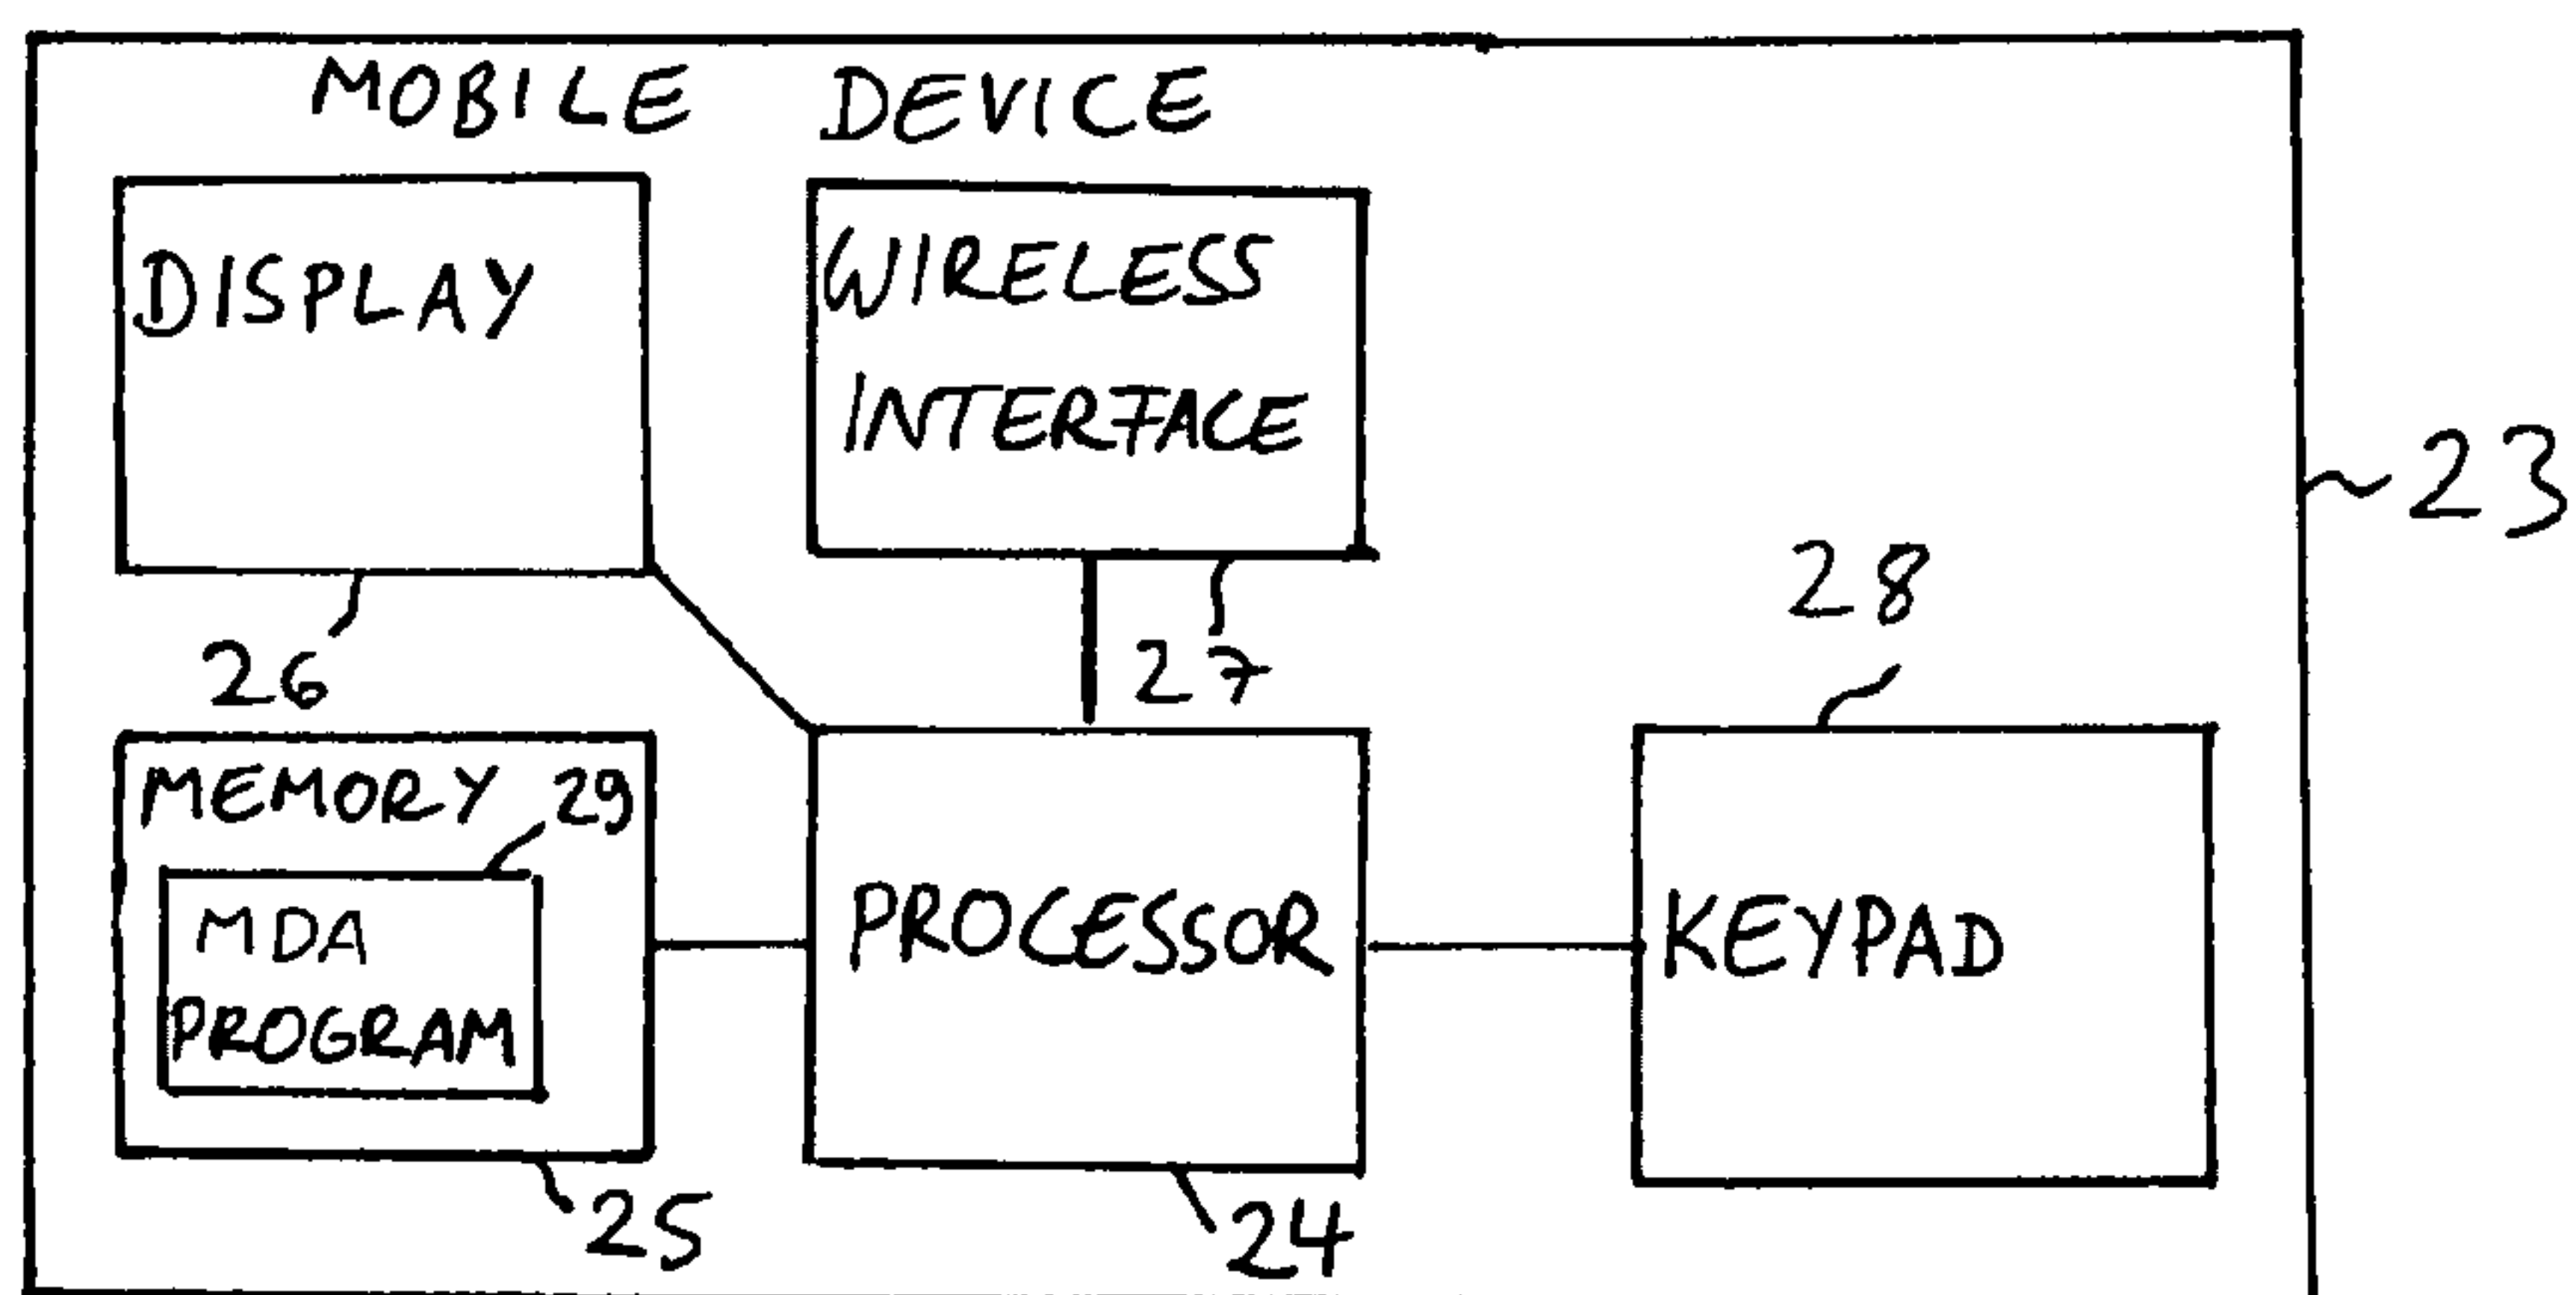 MOBILE DEVICE
DISPLAY
WIRELESS
INTERFACE
23
26
27
28
MEMORY 29
MDA
PROGRAM
PROCESSOR
KEYPAD
25
24